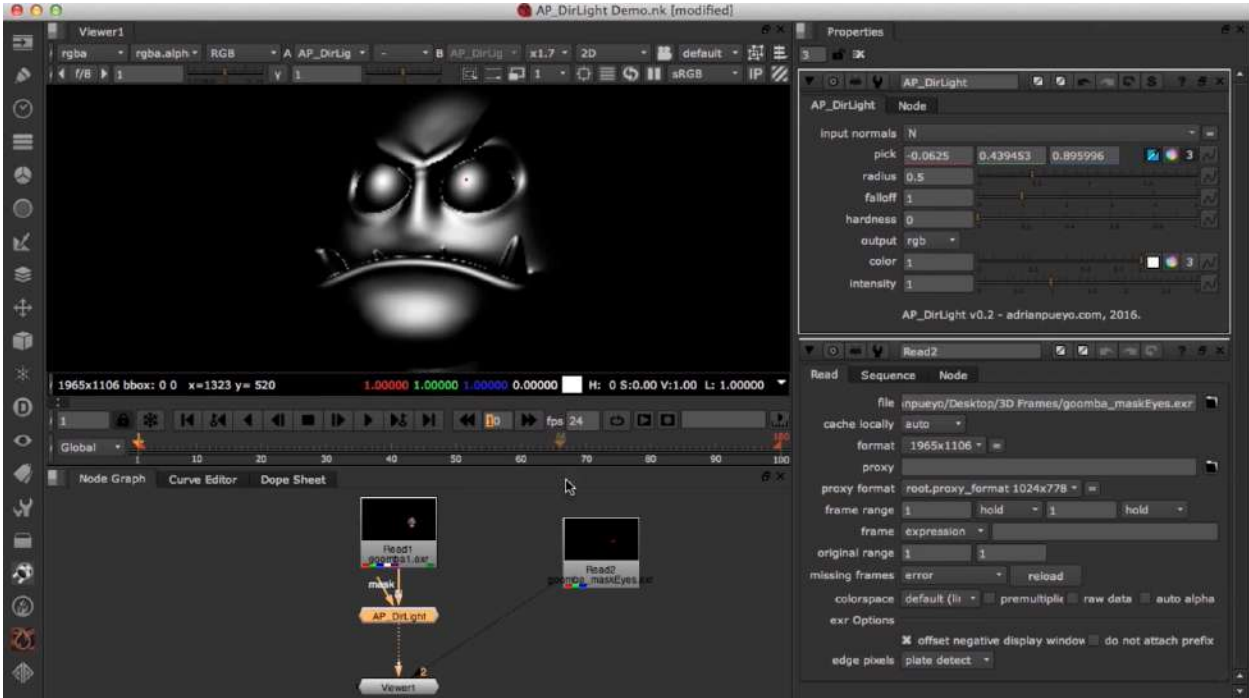 AP_DirLight Demo.nk [modified]
Viewer1
rgba rgba.alph RGB A AP_DirLig - B AP_DirLig x1.7 2D default
f/8 1 Y 1 1 sRGB IP
1965x1106 bbox: 0 0 x=1323 y= 520 1.00000 1.00000 1.00000 0.00000 H: 0 S:0.00 V:1.00 L: 1.00000
1 10 fps 24
Global
1 10 20 30 40 50 60 70 80 90 100
Node Graph Curve Editor Dope Sheet
Read1
goomba1.exr
mask
AP_DirLight
Read2
goomba_maskEyes.exr
2
Viewer1
Properties
3
AP_DirLight
AP_DirLight Node
input normals N
pick -0.0625 0.439453 0.895996 3
radius 0.5
falloff 1
hardness 0
output rgb
color 1 3
intensity 1
AP_DirLight v0.2 - adrianpueyo.com, 2016.
Read2
Read Sequence Node
file npueyo/Desktop/3D Frames/goomba_maskEyes.exr
cache locally auto
format 1965x1106 =
proxy
proxy format root.proxy_format 1024x778 =
frame range 1 hold 1 hold
frame expression
original range 1 1
missing frames error reload
colorspace default (lii premultiplie raw data auto alpha
exr Options
offset negative display window do not attach prefix
edge pixels plate detect